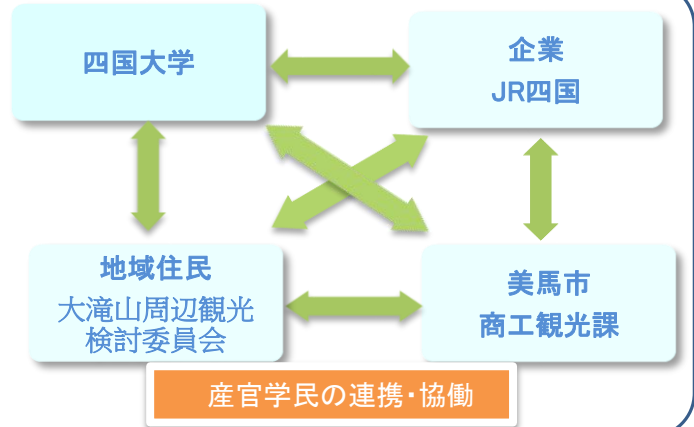 四国大学
企業
JR四国
地域住民
大滝山周辺観光
検討委員会
美馬市
商工観光課
産官学民の連携・協働